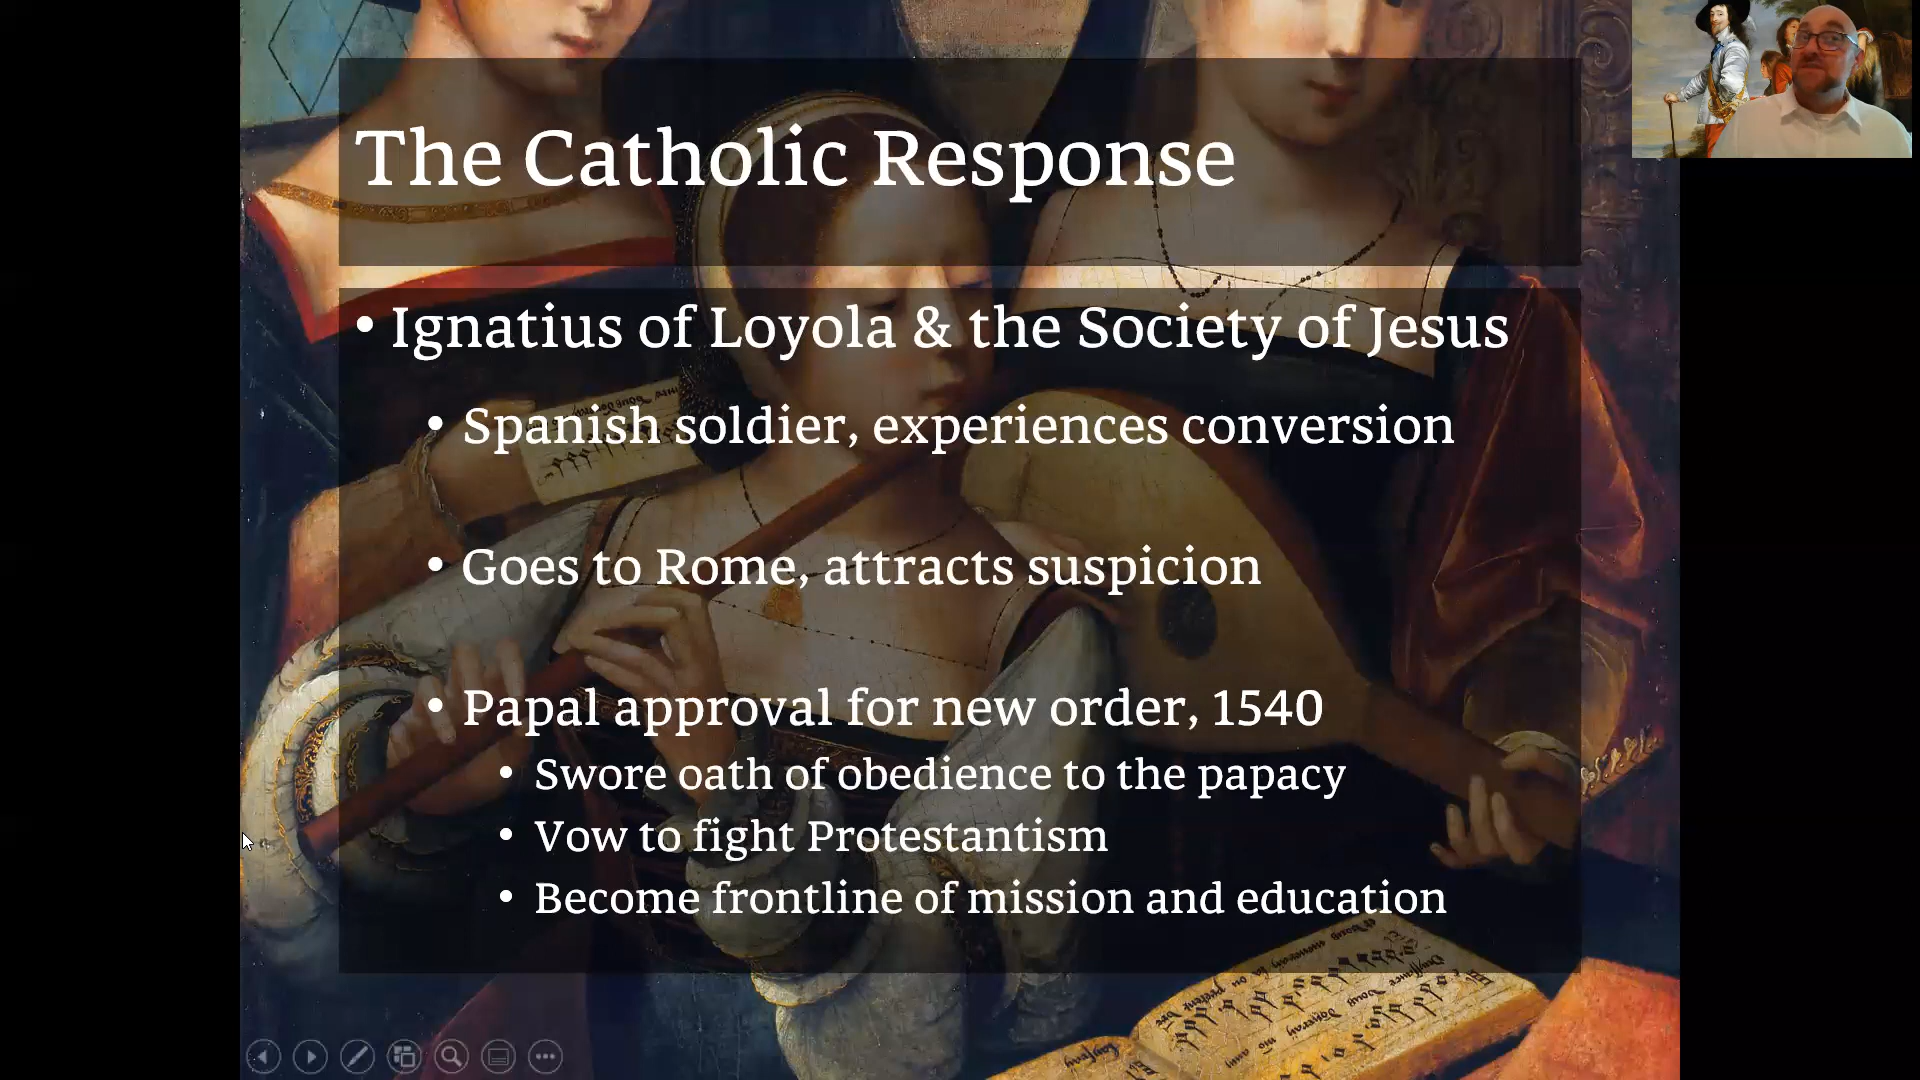 The Catholic Response
• Ignatius of Loyola & the Society of Jesus
• Spanish soldier, experiences conversion
• Goes to Rome, attracts suspicion
• Papal approval for new order, 1540
• Swore oath of obedience to the papacy
• Vow to fight Protestantism
• Become frontline of mission and education